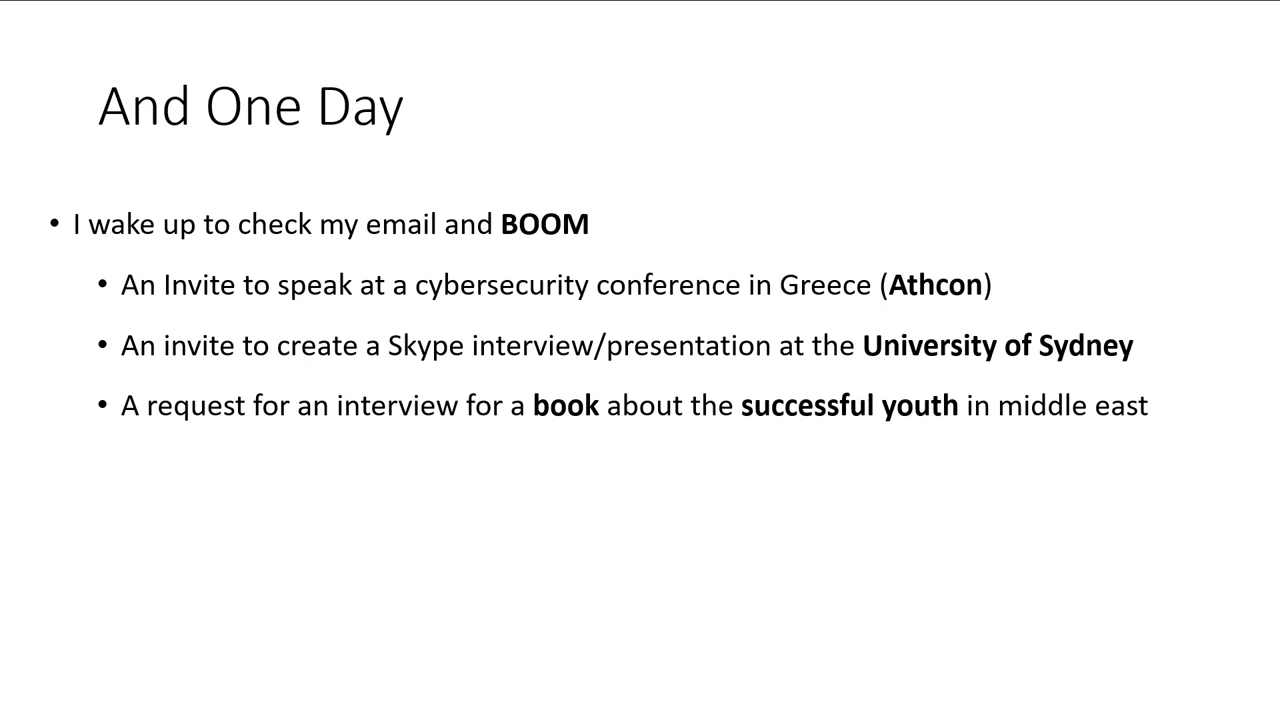 And One Day
• I wake up to check my email and BOOM
• An Invite to speak at a cybersecurity conference in Greece (Athcon)
• An invite to create a Skype interview/presentation at the University of Sydney
• A request for an interview for a book about the successful youth in middle east